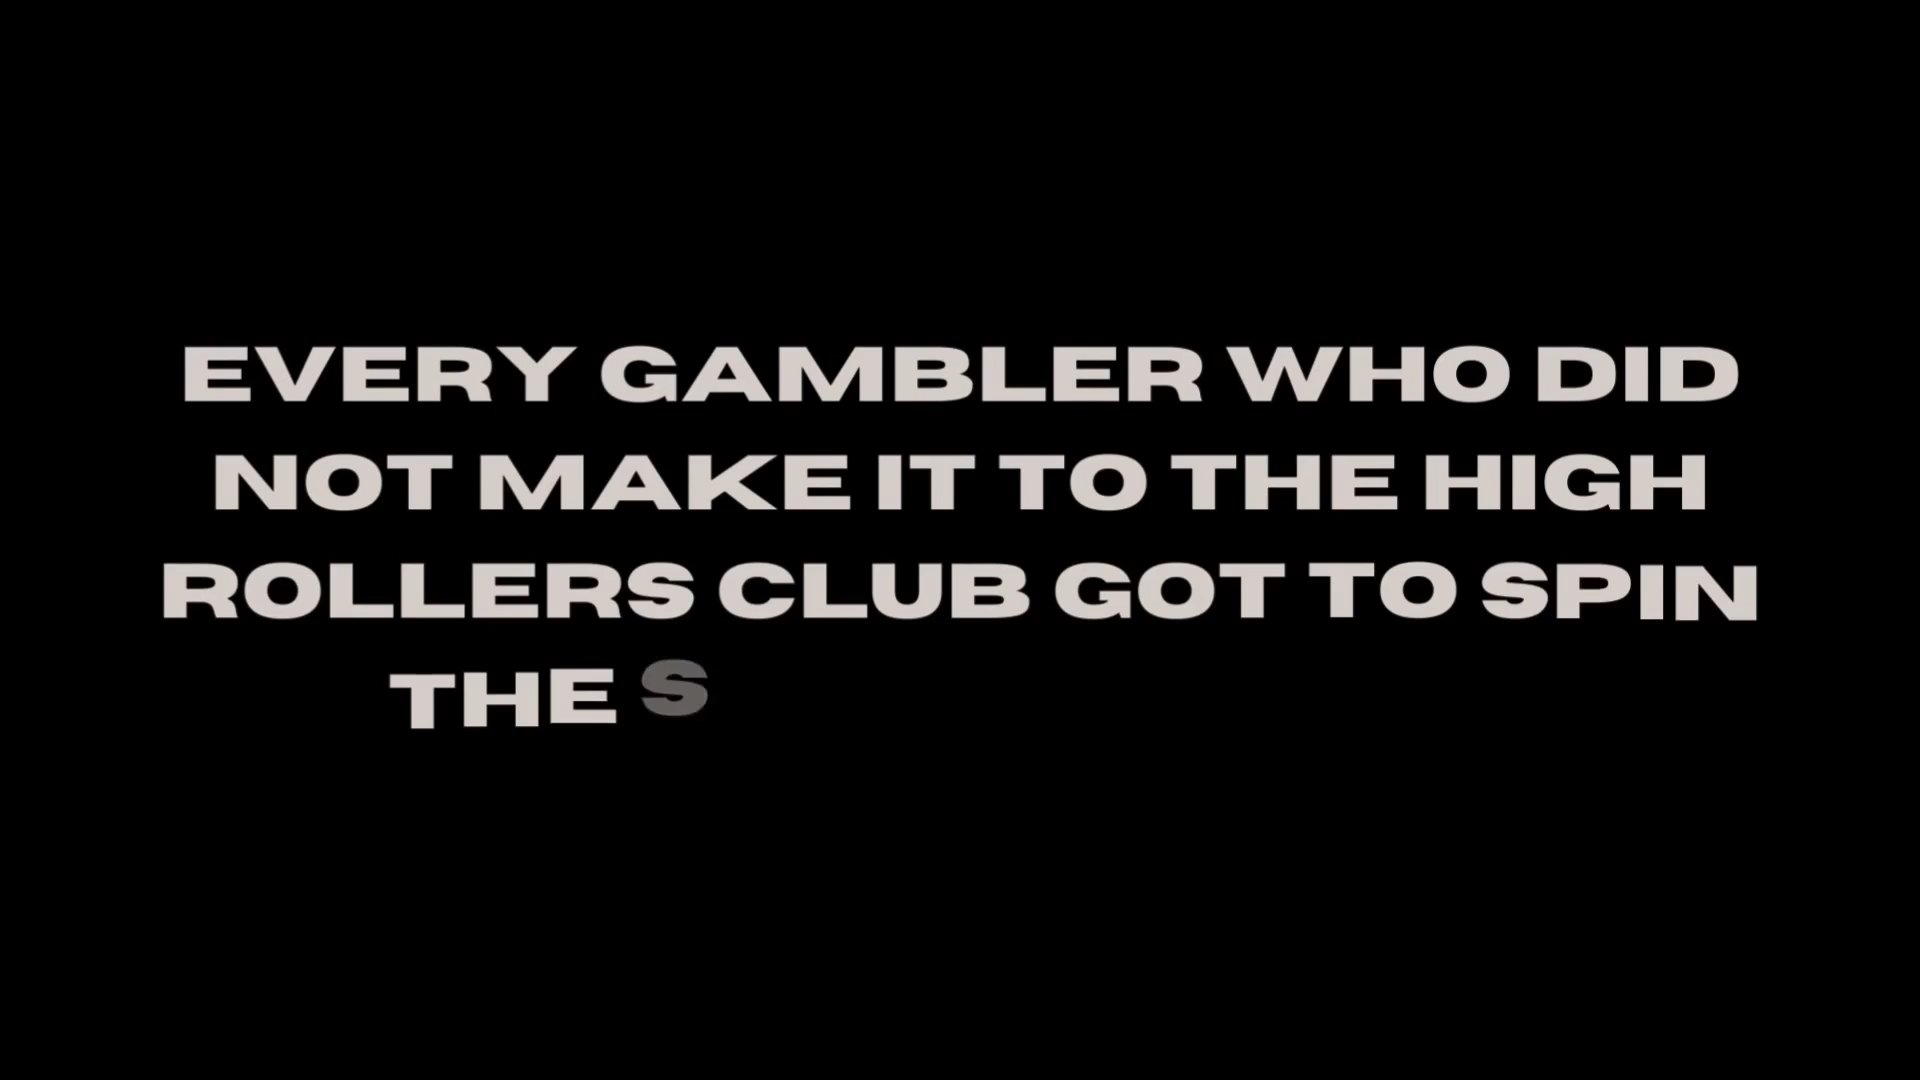 EVERY GAMBLER WHO DID
NOT MAKE IT TO THE HIGH
ROLLERS CLUB GOT TO SPIN
THE S